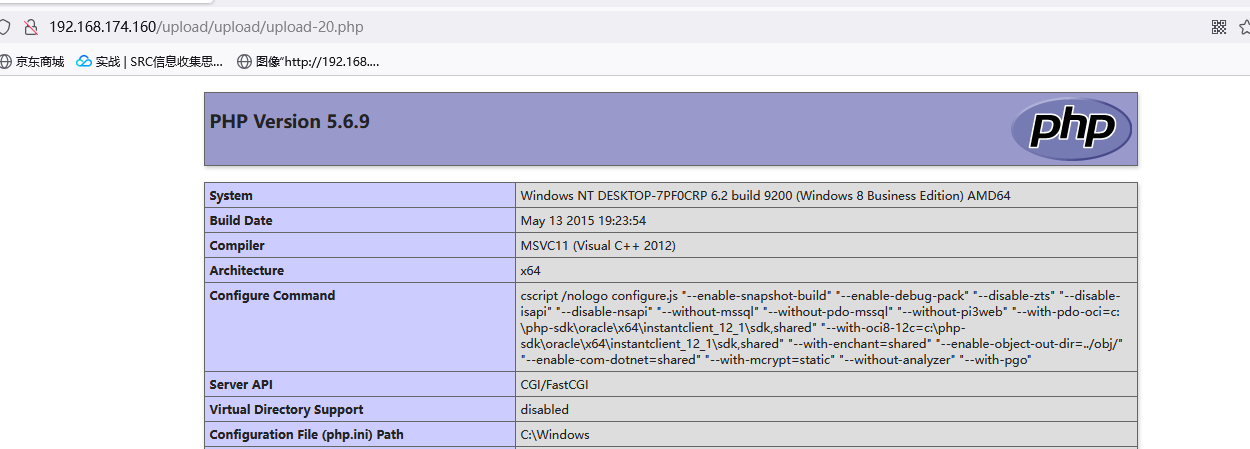 192.168.174.160/upload/upload/upload-20.php
京东商城 实战 | SRC信息收集思... 图像“http://192.168....
PHP Version 5.6.9
php
System Windows NT DESKTOP-7PF0CRP 6.2 build 9200 (Windows 8 Business Edition) AMD64
Build Date May 13 2015 19:23:54
Compiler MSVC11 (Visual C++ 2012)
Architecture x64
Configure Command cscript /nologo configure.js "--enable-snapshot-build" "--enable-debug-pack" "--disable-zts" "--disable-
isapi" "--disable-nsapi" "--without-mssql" "--without-pdo-mssql" "--without-pi3web" "--with-pdo-oci=c:
\php-sdk\oracle\x64\instantclient_12_1\sdk,shared" "--with-oci8-12c=c:\php-
sdk\oracle\x64\instantclient_12_1\sdk,shared" "--with-enchant=shared" "--enable-object-out-dir=../obj/"
"--enable-com-dotnet=shared" "--with-mcrypt=static" "--without-analyzer" "--with-pgo"
Server API CGI/FastCGI
Virtual Directory Support disabled
Configuration File (php.ini) Path C:\Windows